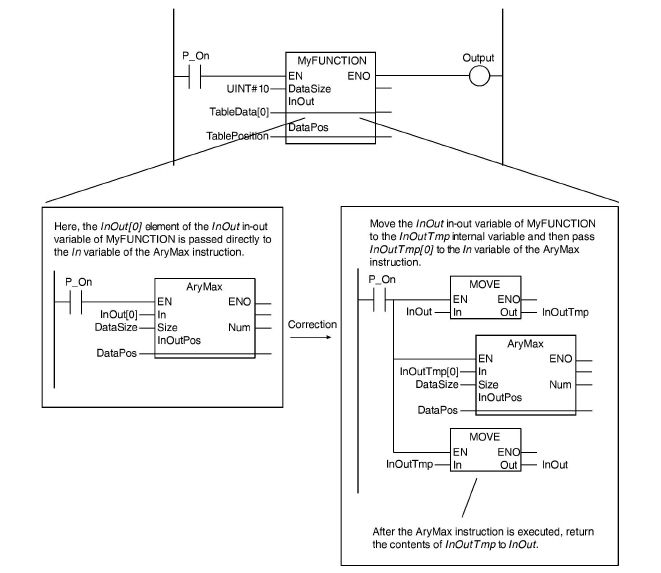 P_On
MyFUNCTION
Output
EN ENO
UINT#10 DataSize
InOut
TableData[0]
DataPos
TablePosition
Here, the InOut[0] element of the InOut in-out
variable of MyFUNCTION is passed directly to
the In variable of the AryMax instruction.
P_On
AryMax
EN ENO
InOut[0] In
DataSize Size Num
InOutPos
DataPos
Correction
Move the InOut in-out variable of MyFUNCTION
to the InOutTmp internal variable and then pass
InOutTmp[0] to the In variable of the AryMax
instruction.
P_On
MOVE
EN ENO
InOut In Out InOutTmp
AryMax
EN ENO
InOutTmp[0] In
DataSize Size Num
InOutPos
DataPos
MOVE
EN ENO
InOutTmp In Out InOut
After the AryMax instruction is executed, return
the contents of InOutTmp to InOut.